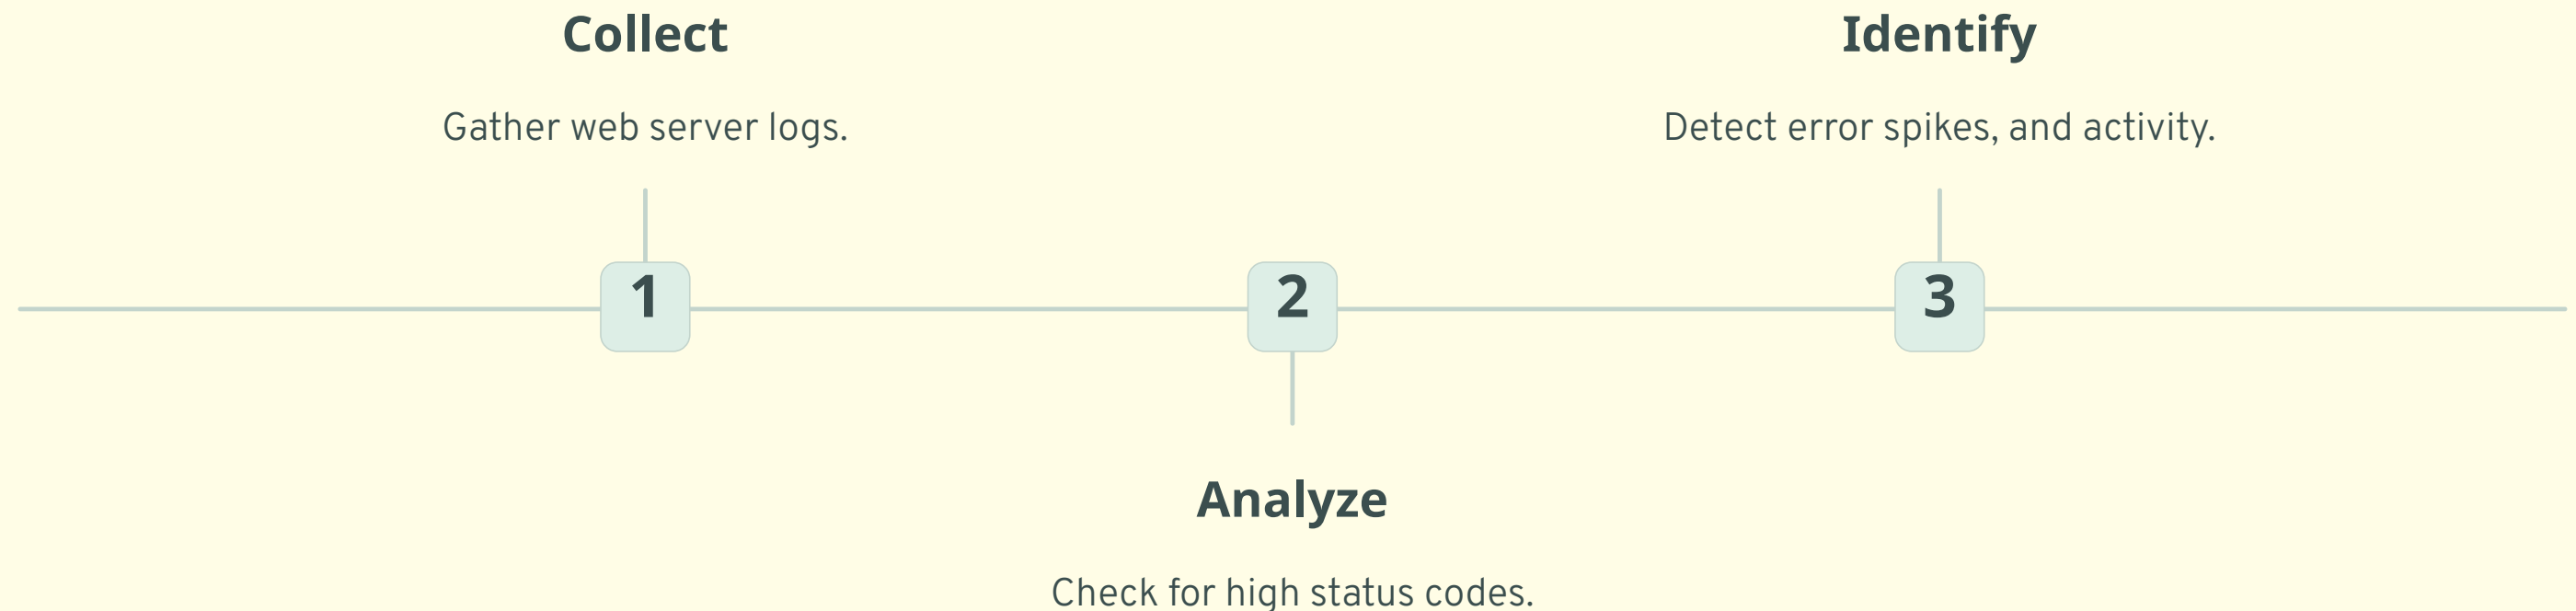 Collect
Gather web server logs.
Identify
Detect error spikes, and activity.
1
2
3
Analyze
Check for high status codes.